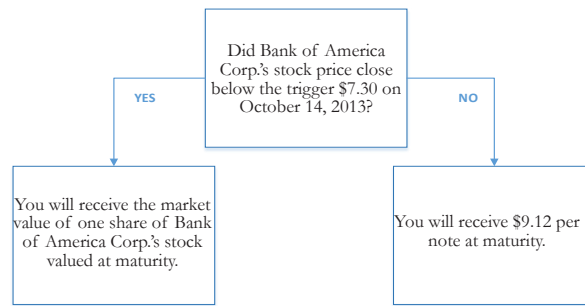 Did Bank of America
Corp.'s stock price close
below the trigger $7.30 on
October 14, 2013?
YES
NO
You will receive the market
value of one share of Bank
of America Corp.'s stock
valued at maturity.
You will receive $9.12 per
note at maturity.